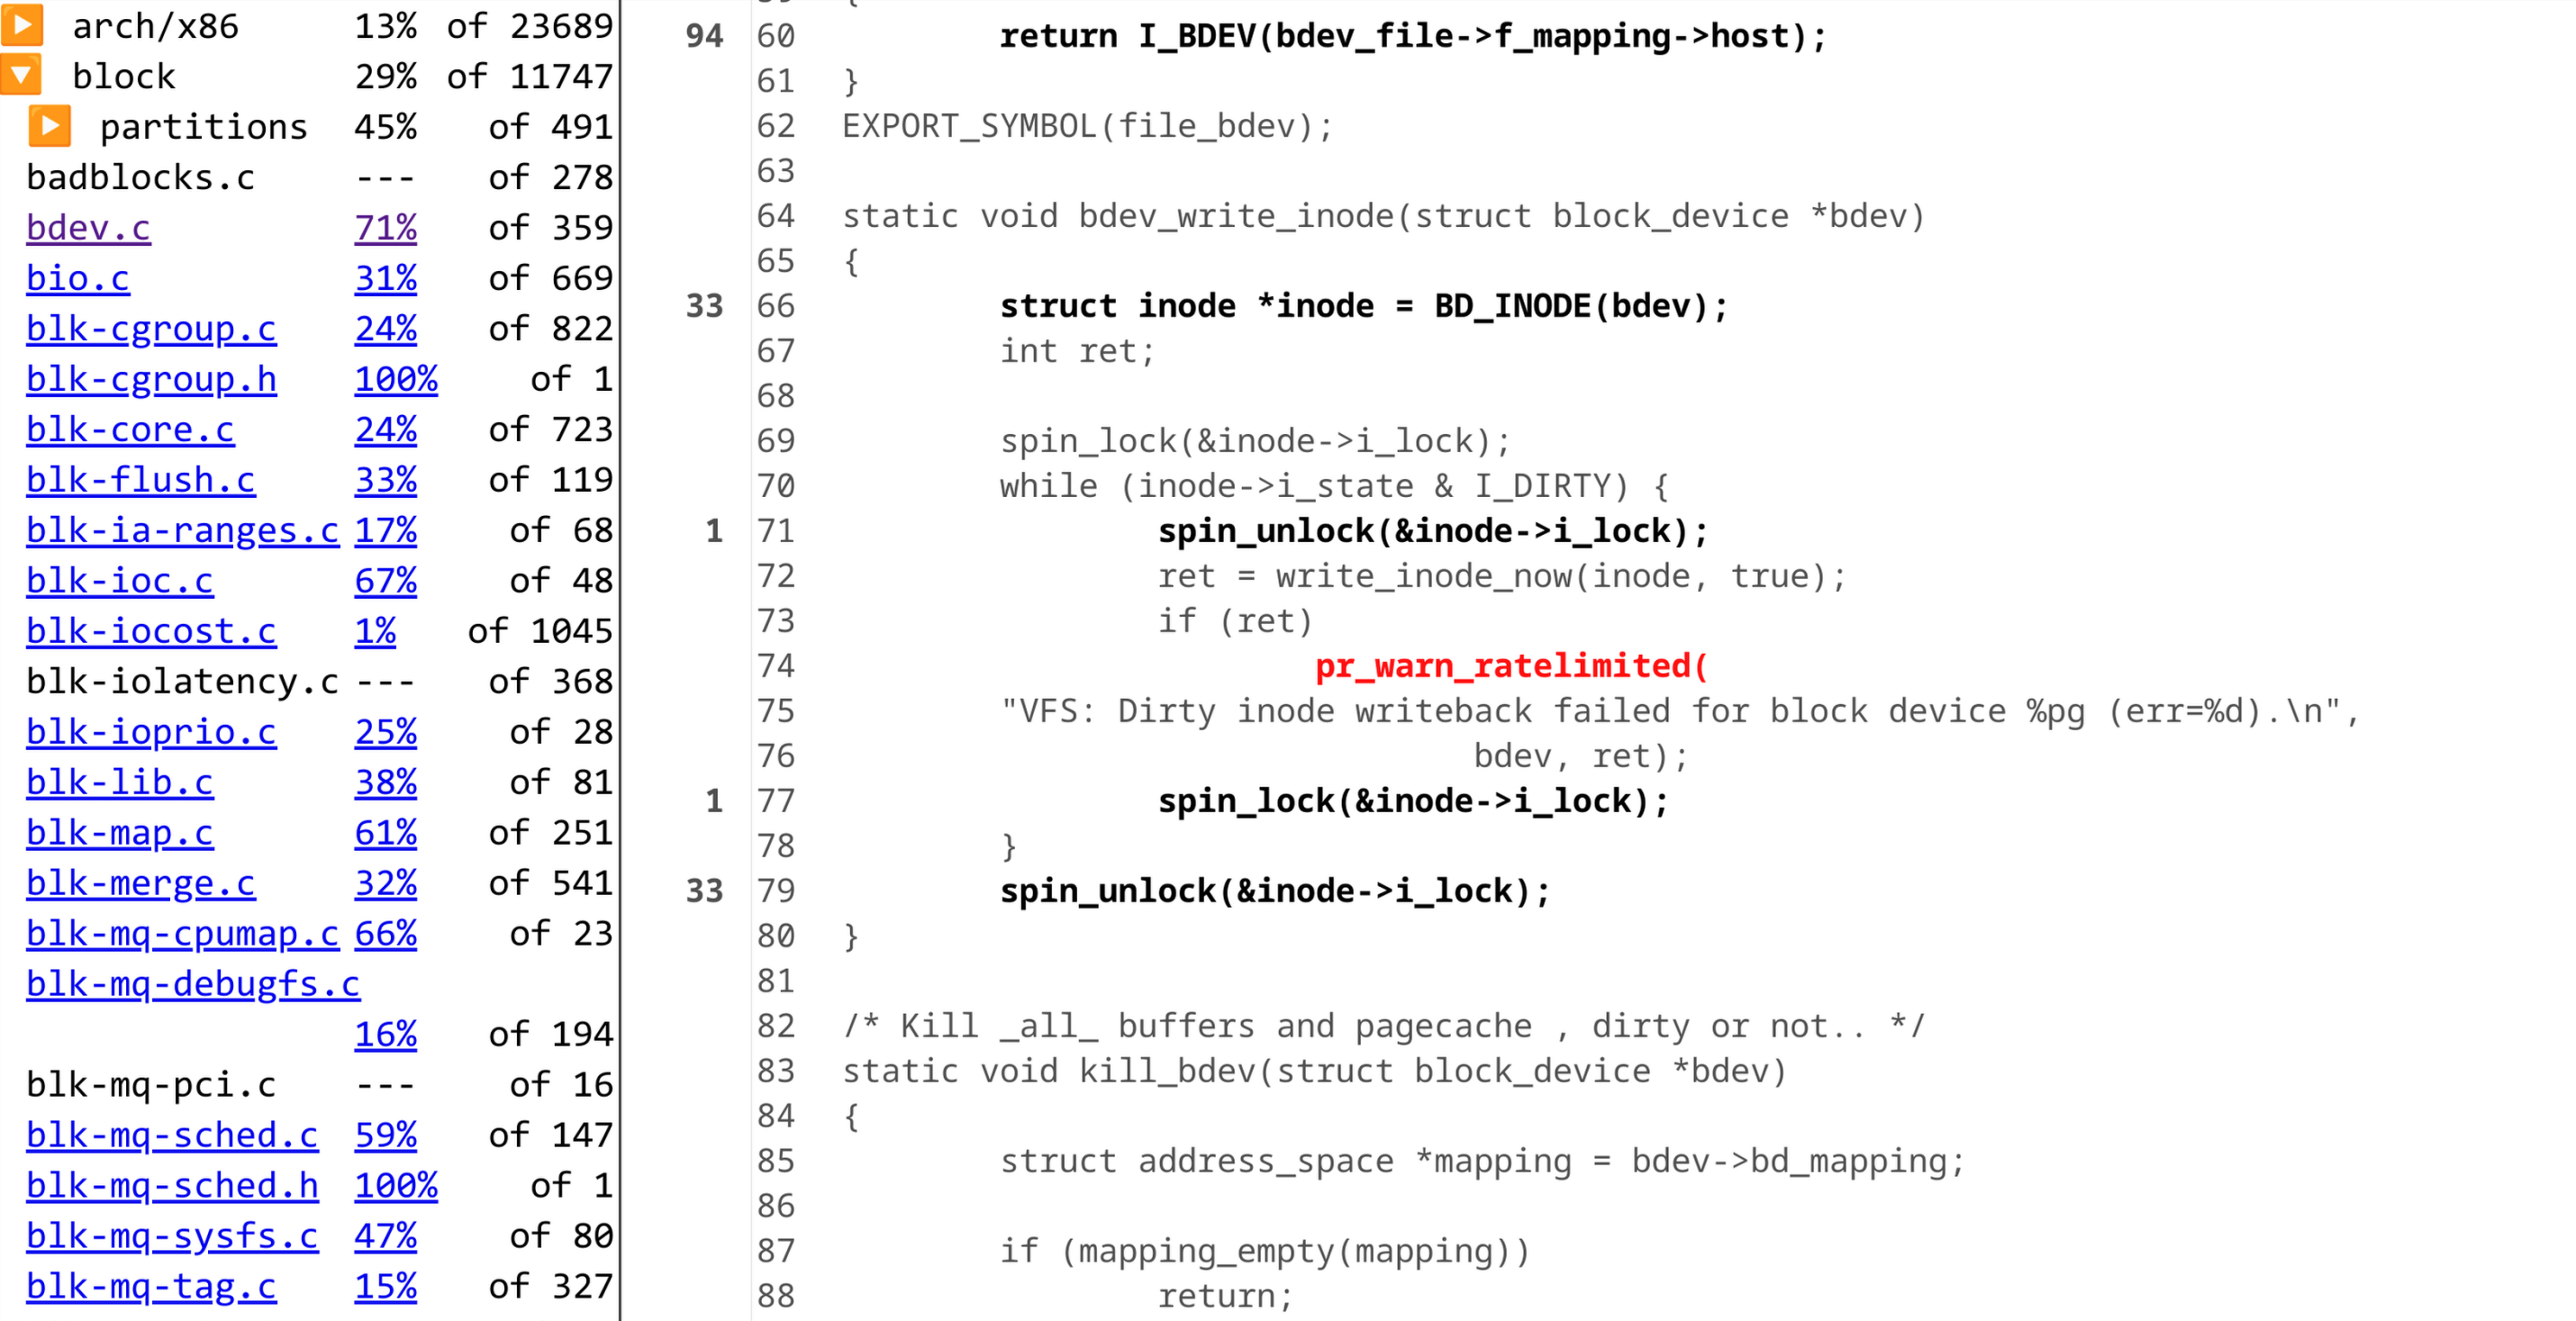 ▶ arch/x86 13% of 23689
▼ block 29% of 11747
▶ partitions 45% of 491
badblocks.c --- of 278
bdev.c 71% of 359
bio.c 31% of 669
blk-cgroup.c 24% of 822
blk-cgroup.h 100% of 1
blk-core.c 24% of 723
blk-flush.c 33% of 119
blk-ia-ranges.c 17% of 68
blk-ioc.c 67% of 48
blk-iocost.c 1% of 1045
blk-iolatency.c --- of 368
blk-ioprio.c 25% of 28
blk-lib.c 38% of 81
blk-map.c 61% of 251
blk-merge.c 32% of 541
blk-mq-cpumap.c 66% of 23
blk-mq-debugfs.c
16% of 194
blk-mq-pci.c --- of 16
blk-mq-sched.c 59% of 147
blk-mq-sched.h 100% of 1
blk-mq-sysfs.c 47% of 80
blk-mq-tag.c 15% of 327
94 60 return I_BDEV(bdev_file->f_mapping->host);
61 }
62 EXPORT_SYMBOL(file_bdev);
63
64 static void bdev_write_inode(struct block_device *bdev)
65 {
33 66 struct inode *inode = BD_INODE(bdev);
67 int ret;
68
69 spin_lock(&inode->i_lock);
70 while (inode->i_state & I_DIRTY) {
1 71 spin_unlock(&inode->i_lock);
72 ret = write_inode_now(inode, true);
73 if (ret)
74 pr_warn_ratelimited(
75 "VFS: Dirty inode writeback failed for block device %pg (err=%d).\n",
76 bdev, ret);
1 77 spin_lock(&inode->i_lock);
78 }
33 79 spin_unlock(&inode->i_lock);
80 }
81
82 /* Kill _all_ buffers and pagecache , dirty or not.. */
83 static void kill_bdev(struct block_device *bdev)
84 {
85 struct address_space *mapping = bdev->bd_mapping;
86
87 if (mapping_empty(mapping))
88 return;